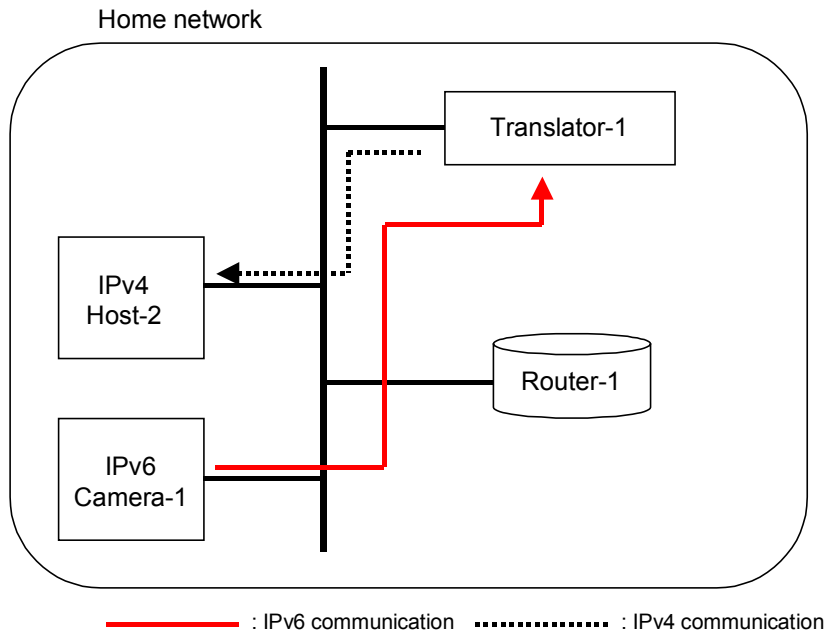 Home network
Translator-1
IPv4
Host-2
Router-1
IPv6
Camera-1
: IPv6 communication
: IPv4 communication